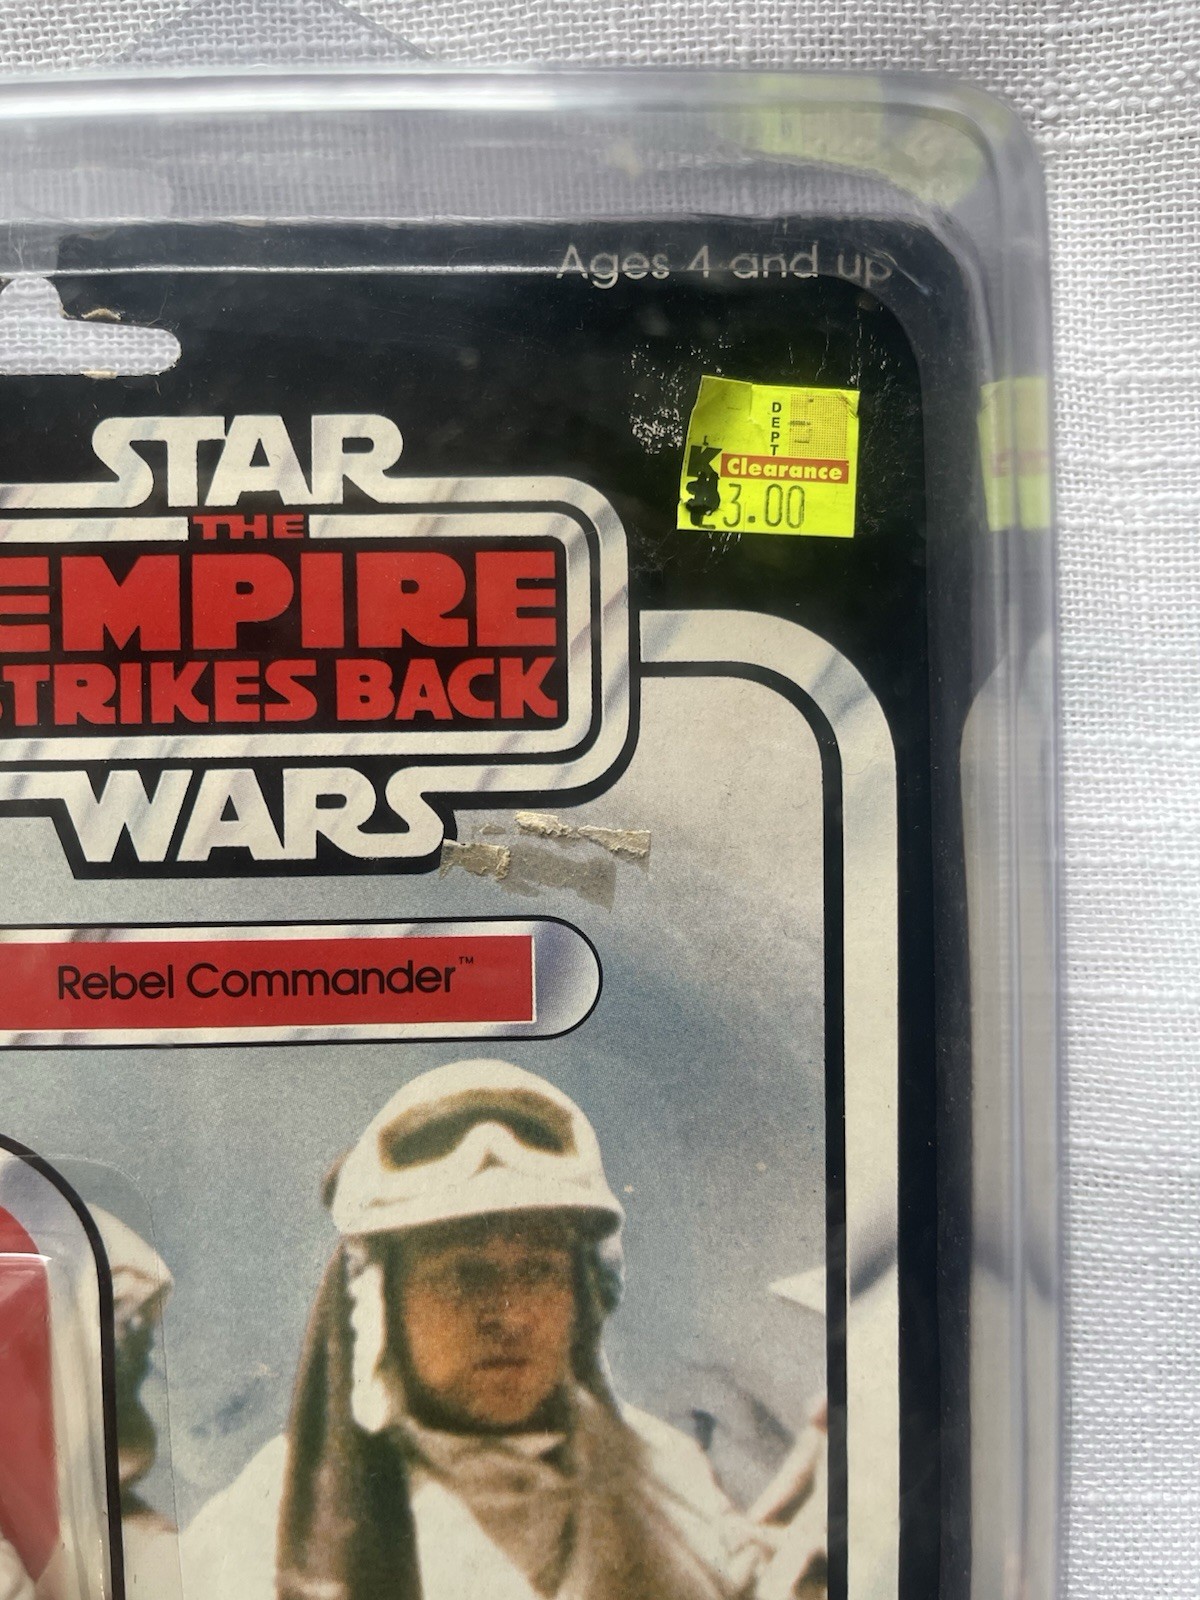 Ages 4 and up
DEPT
K Clearance
3.00
STAR
THE
EMPIRE
STRIKES BACK
WARS
Rebel Commander™